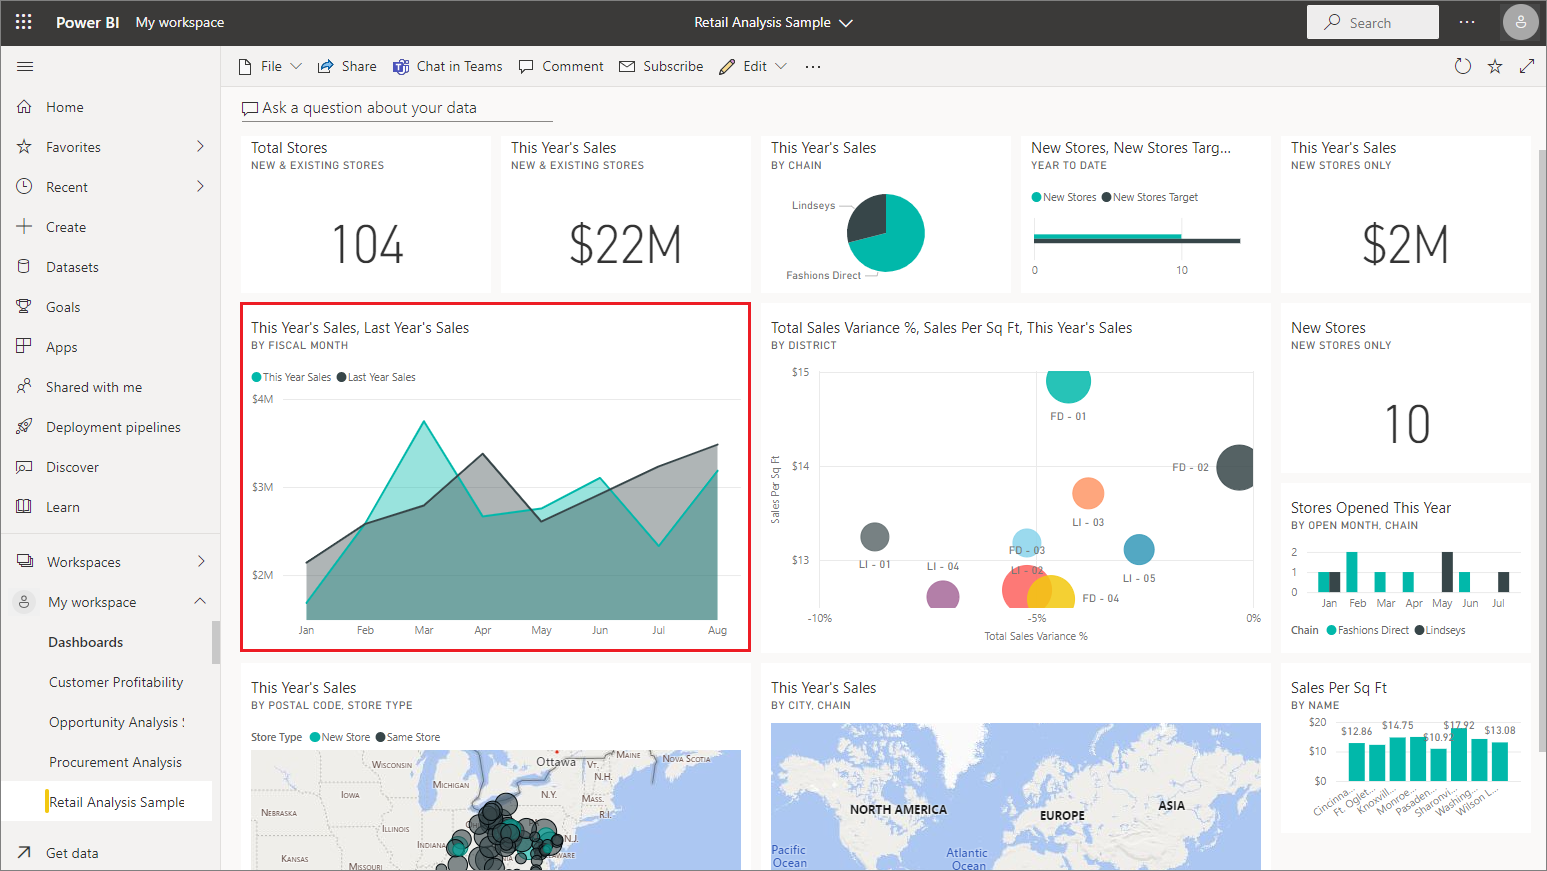 Power BI My workspace
Retail Analysis Sample
Search
Home
Favorites
Recent
Create
Datasets
Goals
Apps
Shared with me
Deployment pipelines
Discover
Learn
Workspaces
My workspace
Dashboards
Customer Profitability
Opportunity Analysis
Procurement Analysis
Retail Analysis Sample
Get data
File Share Chat in Teams Comment Subscribe Edit
Ask a question about your data
Total Stores
NEW & EXISTING STORES
104
This Year's Sales
NEW & EXISTING STORES
$22M
This Year's Sales
BY CHAIN
Lindseys
Fashions Direct
New Stores, New Stores Targ...
YEAR TO DATE
New Stores New Stores Target
0 10
This Year's Sales
NEW STORES ONLY
$2M
This Year's Sales, Last Year's Sales
BY FISCAL MONTH
This Year Sales Last Year Sales
$4M
$3M
$2M
Jan Feb Mar Apr May Jun Jul Aug
Total Sales Variance %, Sales Per Sq Ft, This Year's Sales
BY DISTRICT
Sales Per Sq Ft
$15
$14
$13
FD - 01
FD - 02
LI - 03
FD - 03
LI - 01
LI - 04
LI - 02
LI - 05
FD - 04
-10% -5% 0%
Total Sales Variance %
New Stores
NEW STORES ONLY
10
Stores Opened This Year
BY OPEN MONTH, CHAIN
2
1
0
Jan Feb Mar Apr May Jun Jul
Chain Fashions Direct Lindseys
This Year's Sales
BY POSTAL CODE, STORE TYPE
Store Type New Store Same Store
Ottawa
MAINE
NOVA SCOTIA
WISCONSIN
VT.
N.H.
MICHIGAN
N.Y.
MASS.
R.I.
IOWA
NEBRASKA
ILLINOIS
INDIANA
N.J.
KANSAS
MISSOURI
This Year's Sales
BY CITY, CHAIN
NORTH AMERICA
EUROPE
ASIA
Pacific
Ocean
Atlantic
Ocean
Sales Per Sq Ft
BY NAME
$20
$10
$0
$12.86 $14.75 $10.92 $17.92 $13.08
Cincinna...
Ft. Oglet...
Knoxvill...
Monroe...
Pasaden...
Sharonvi...
Washing...
Wilson L...